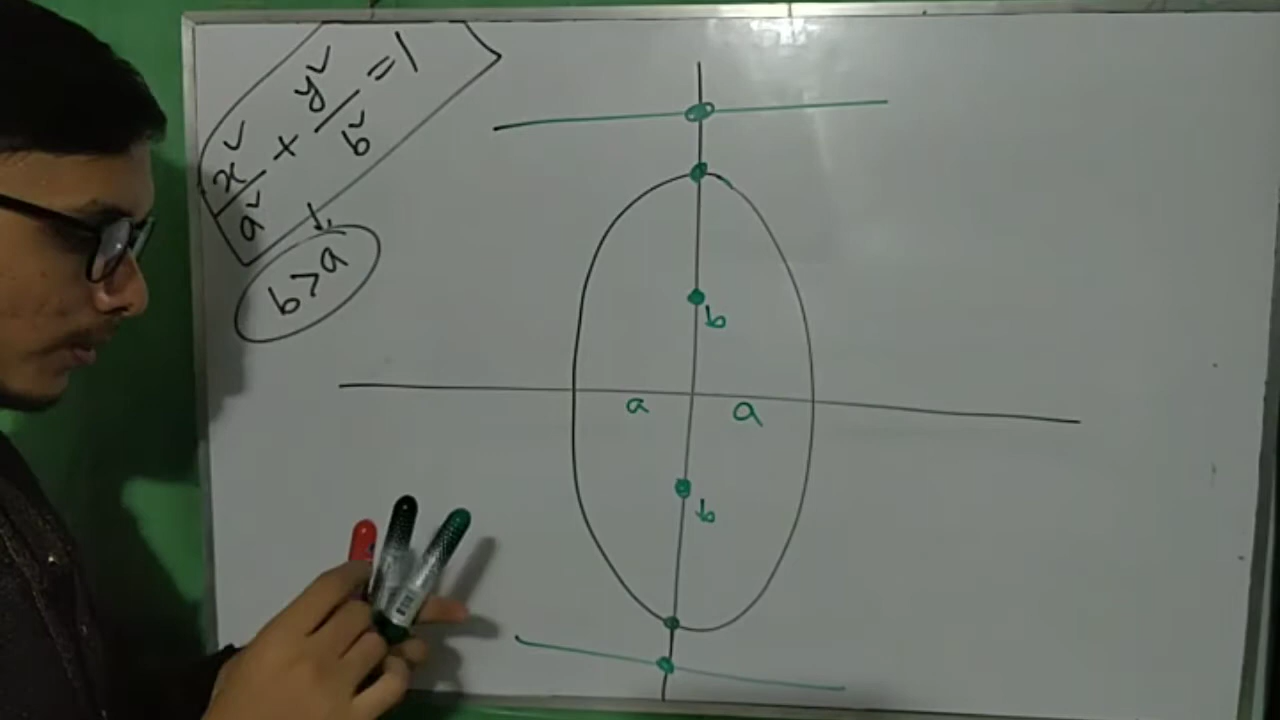 x²/a² + y²/b² = 1
b > a
b
a a
b